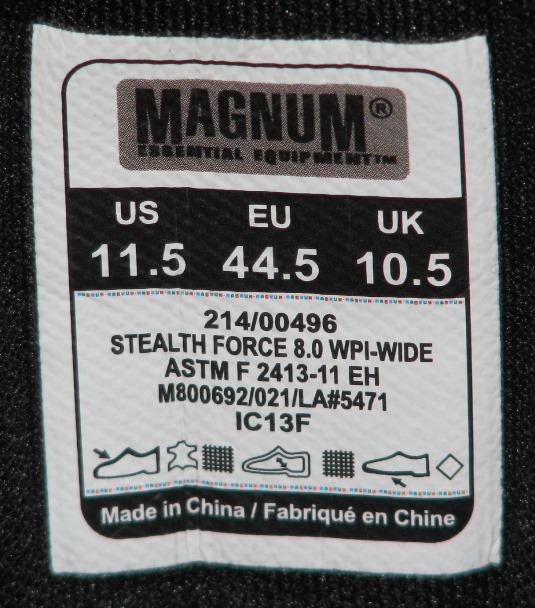 MAGNUM®
ESSENTIAL EQUIPMENT™
US EU UK
11.5 44.5 10.5
214/00496
STEALTH FORCE 8.0 WPI-WIDE
ASTM F 2413-11 EH
M800692/021/LA#5471
IC13F
Made in China / Fabriqué en Chine